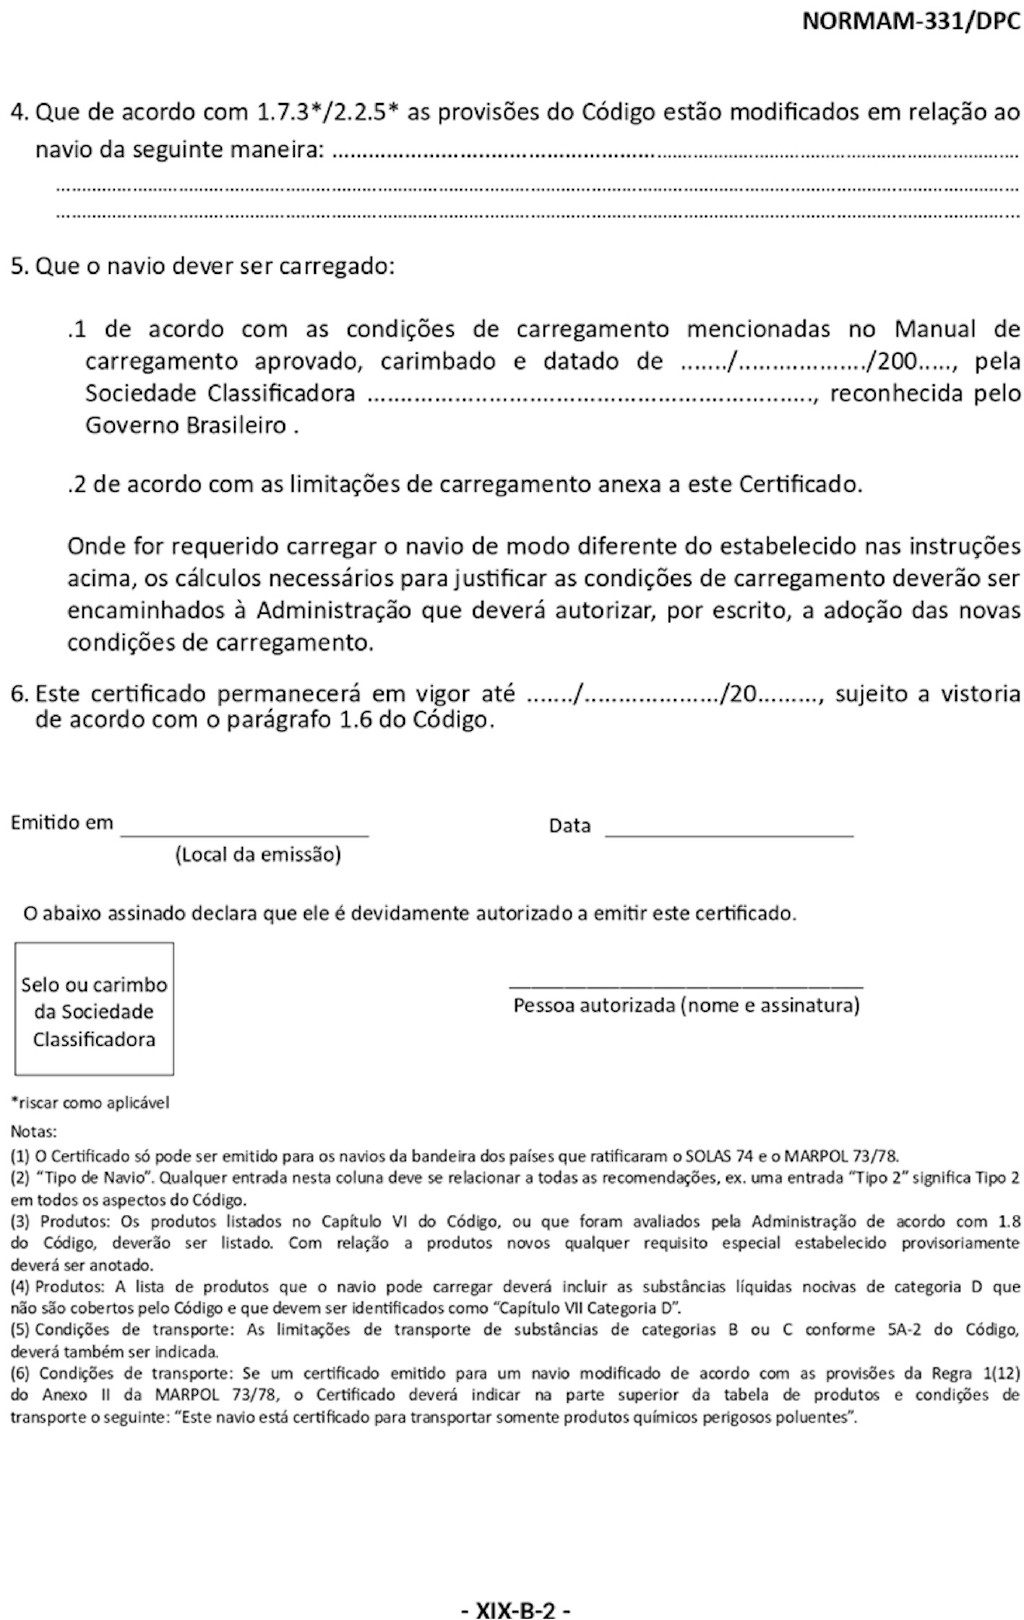 NORMAM-331/DPC
4. Que de acordo com 1.7.3*/2.2.5* as provisões do Código estão modificados em relação ao
navio da seguinte maneira: ................................................................................................
................................................................................................................................
................................................................................................................................
5. Que o navio dever ser carregado:
.1 de acordo com as condições de carregamento mencionadas no Manual de
carregamento aprovado, carimbado e datado de ......./..................../200....., pela
Sociedade Classificadora .................................................................., reconhecida pelo
Governo Brasileiro .
.2 de acordo com as limitações de carregamento anexa a este Certificado.
Onde for requerido carregar o navio de modo diferente do estabelecido nas instruções
acima, os cálculos necessários para justificar as condições de carregamento deverão ser
encaminhados à Administração que deverá autorizar, por escrito, a adoção das novas
condições de carregamento.
6. Este certificado permanecerá em vigor até ......./...................../20........., sujeito a vistoria
de acordo com o parágrafo 1.6 do Código.
Emitido em ____________________ Data ____________________
(Local da emissão)
O abaixo assinado declara que ele é devidamente autorizado a emitir este certificado.
Selo ou carimbo
da Sociedade
Classificadora
________________________________
Pessoa autorizada (nome e assinatura)
*riscar como aplicável
Notas:
(1) O Certificado só pode ser emitido para os navios da bandeira dos países que ratificaram o SOLAS 74 e o MARPOL 73/78.
(2) “Tipo de Navio”. Qualquer entrada nesta coluna deve se relacionar a todas as recomendações, ex. uma entrada “Tipo 2” significa Tipo 2
em todos os aspectos do Código.
(3) Produtos: Os produtos listados no Capítulo VI do Código, ou que foram avaliados pela Administração de acordo com 1.8
do Código, deverão ser listado. Com relação a produtos novos qualquer requisito especial estabelecido provisoriamente
deverá ser anotado.
(4) Produtos: A lista de produtos que o navio pode carregar deverá incluir as substâncias líquidas nocivas de categoria D que
não são cobertos pelo Código e que devem ser identificados como “Capítulo VII Categoria D”.
(5) Condições de transporte: As limitações de transporte de substâncias de categorias B ou C conforme 5A-2 do Código,
deverá também ser indicada.
(6) Condições de transporte: Se um certificado emitido para um navio modificado de acordo com as provisões da Regra 1(12)
do Anexo II da MARPOL 73/78, o Certificado deverá indicar na parte superior da tabela de produtos e condições de
transporte o seguinte: “Este navio está certificado para transportar somente produtos químicos perigosos poluentes”.
- XIX-B-2 -